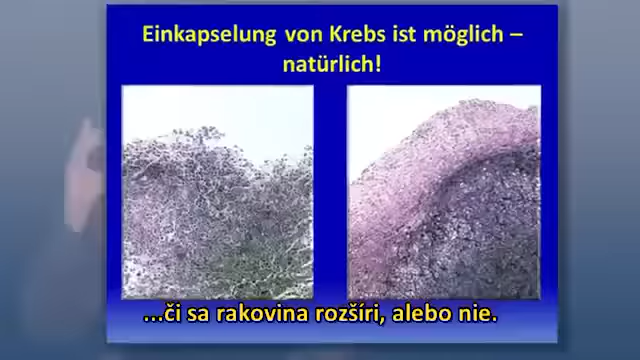 Einkapselung von Krebs ist möglich –
natürlich!
...či sa rakovina rozšíri, alebo nie.